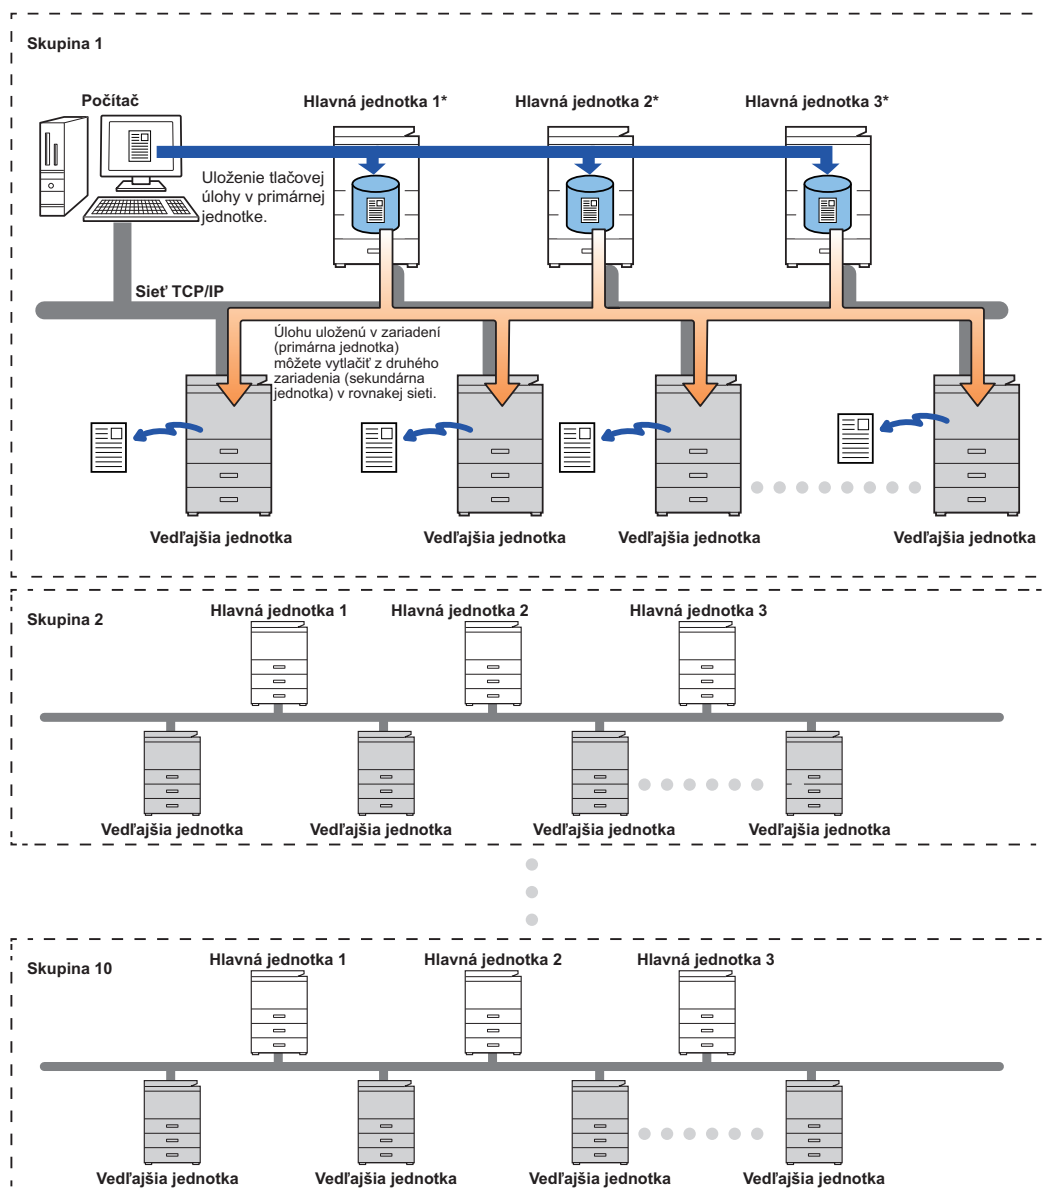 Skupina 1
Počítač
Hlavná jednotka 1*
Hlavná jednotka 2*
Hlavná jednotka 3*
Uloženie tlačovej
úlohy v primárnej
jednotke.
Sieť TCP/IP
Úlohu uloženú v zariadení
(primárna jednotka)
môžete vytlačiť z druhého
zariadenia (sekundárna
jednotka) v rovnakej sieti.
Vedľajšia jednotka
Vedľajšia jednotka
Vedľajšia jednotka
Vedľajšia jednotka
Skupina 2
Hlavná jednotka 1
Hlavná jednotka 2
Hlavná jednotka 3
Vedľajšia jednotka
Vedľajšia jednotka
Vedľajšia jednotka
Vedľajšia jednotka
Skupina 10
Hlavná jednotka 1
Hlavná jednotka 2
Hlavná jednotka 3
Vedľajšia jednotka
Vedľajšia jednotka
Vedľajšia jednotka
Vedľajšia jednotka